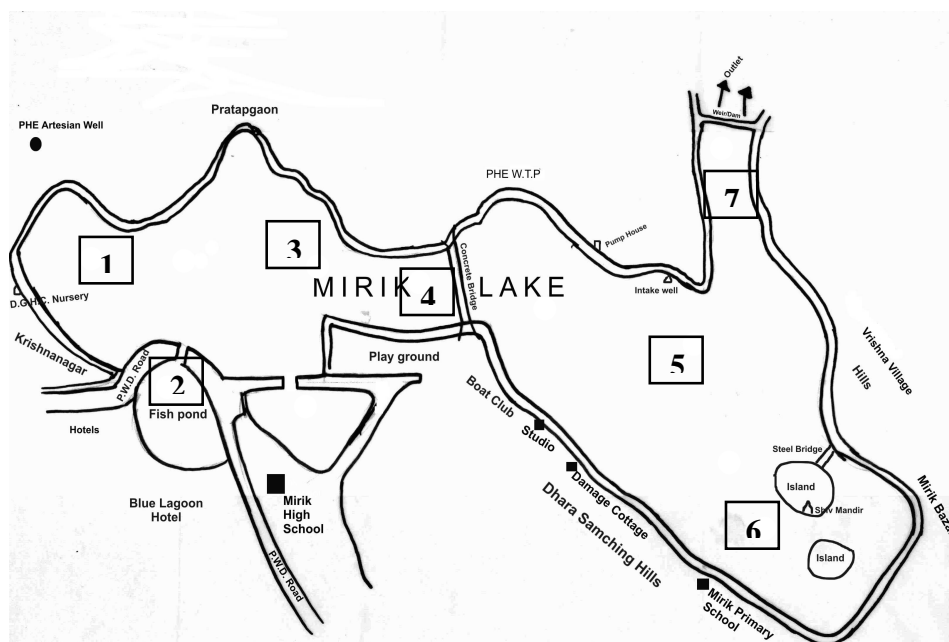 Outlet
Weir/Dam
Pratapgaon
PHE Artesian Well
PHE W.T.P
7
Pump House
1
3
Concrete Bridge
D.G.H.C. Nursery
MIRIK LAKE
4
Intake well
Krishnanagar
P.W.D. Road
Play ground
5
Vrishna Village
Hills
2
Fish pond
Boat Club
Hotels
Studio
Steel Bridge
Damage Cottage
Island
Shiv Mandir
Mirik Baza
Blue Lagoon
Hotel
Mirik
High
School
Dhara Samching Hills
6
Island
P.W.D. Road
Mirik Primary
School